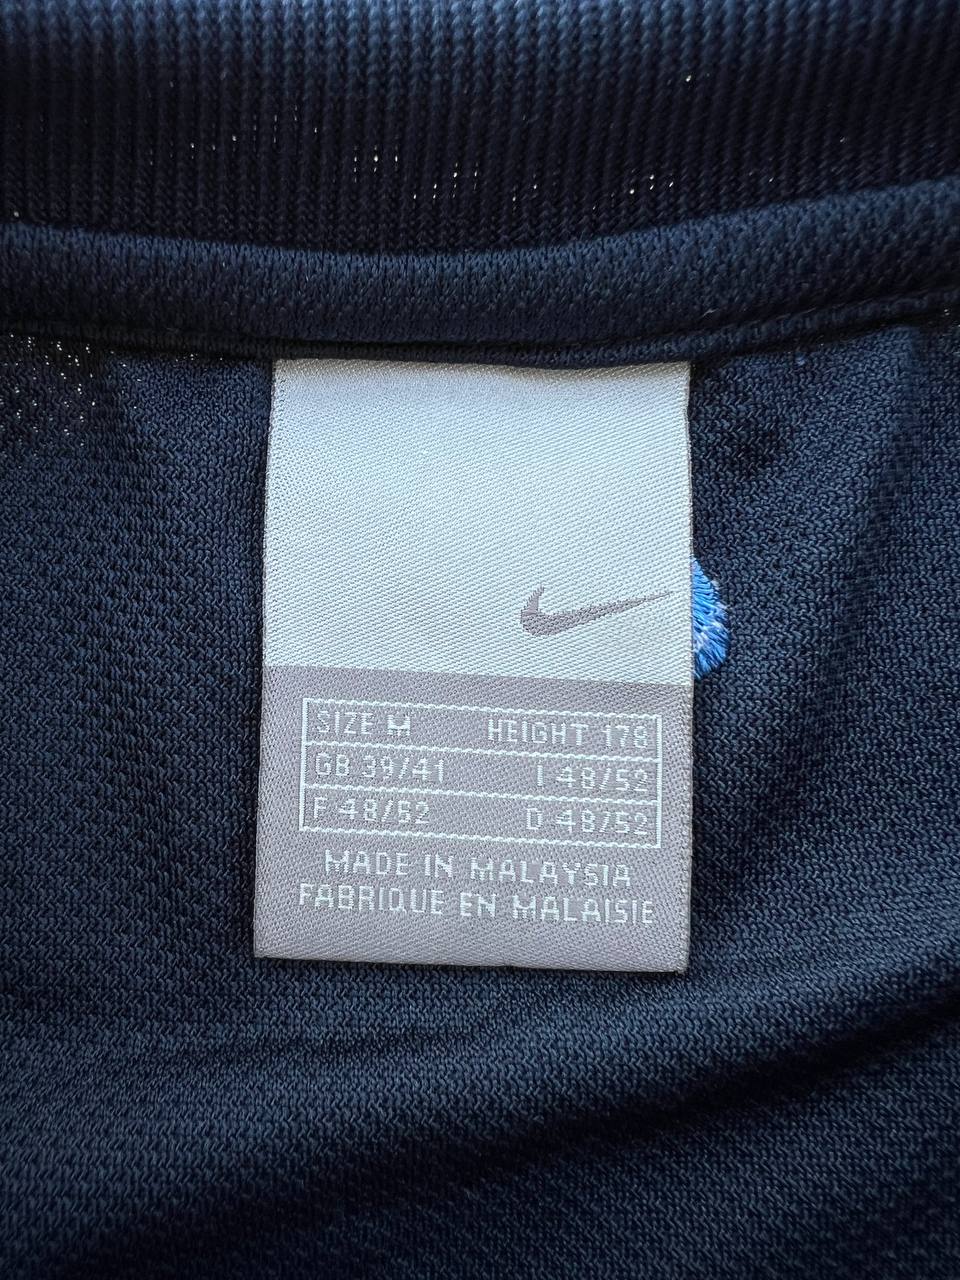 SIZE M HEIGHT 178
GB 39/41 I 48/52
F 48/52 D 48/52
MADE IN MALAYSIA
FABRIQUE EN MALAISIE